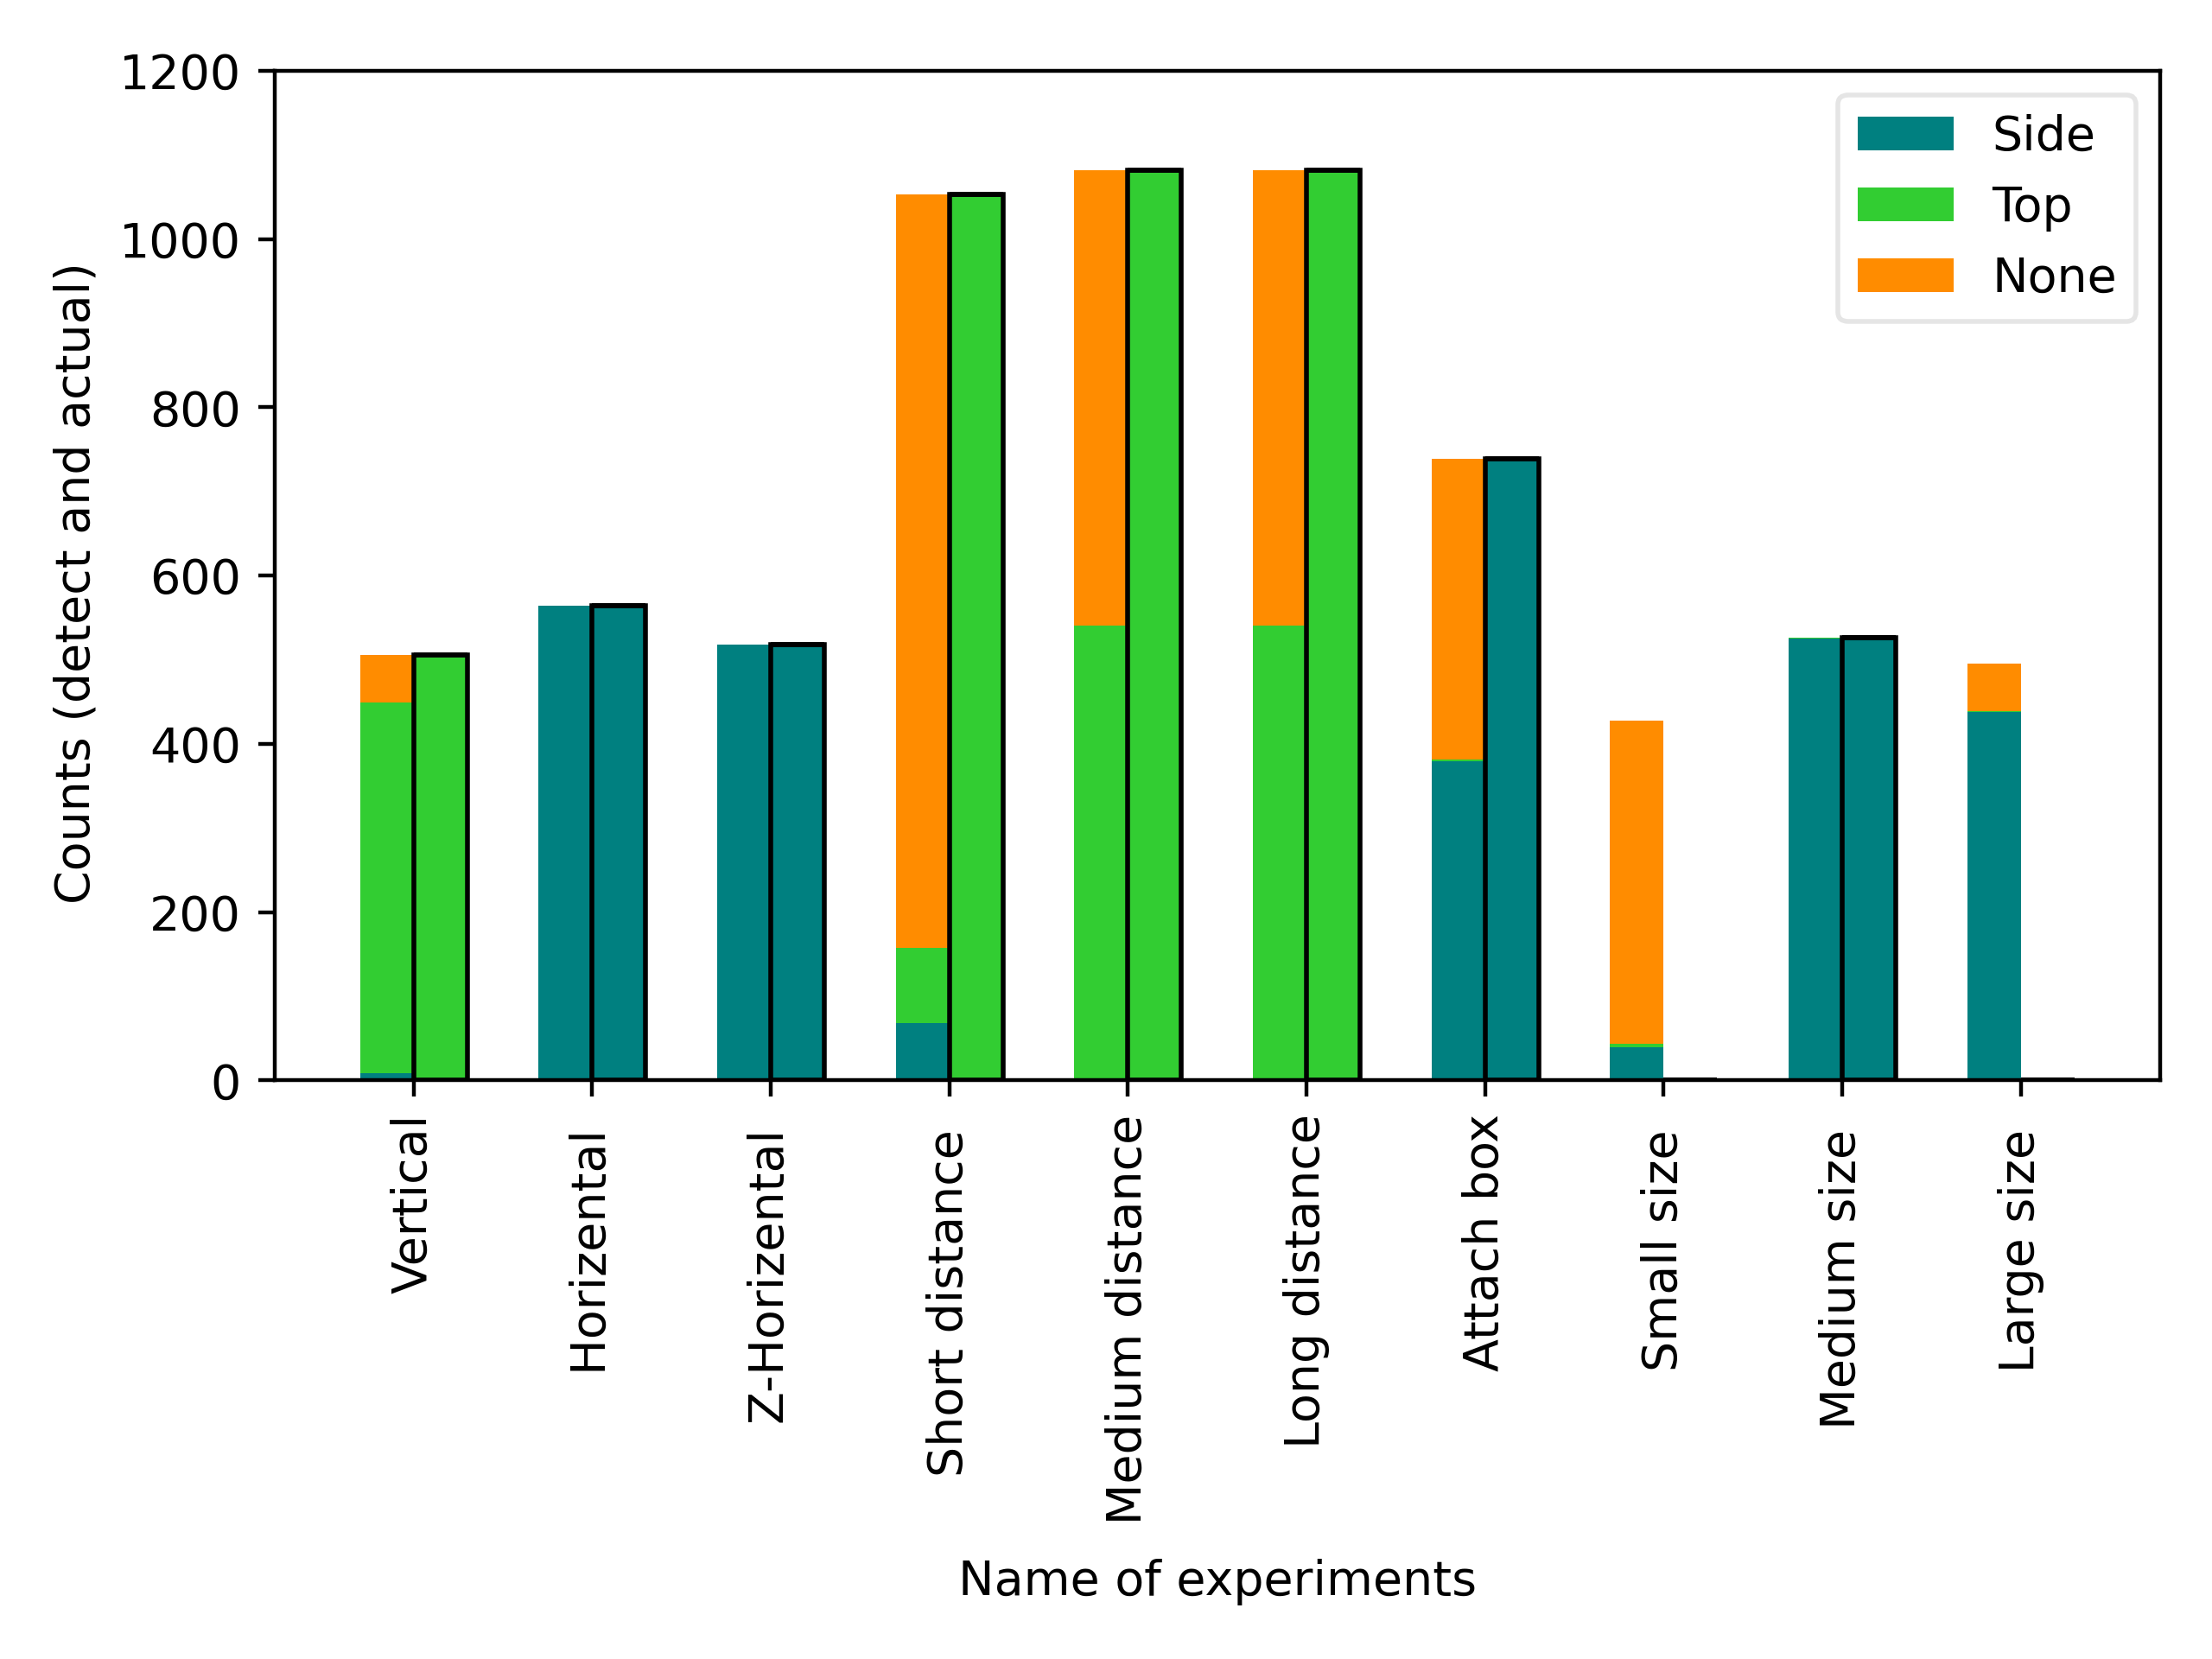 1200
1000
800
600
400
200
0
Counts (detect and actual)
Side
Top
None
Vertical
Horizental
Z-Horizental
Short distance
Medium distance
Long distance
Attach box
Small size
Medium size
Large size
Name of experiments